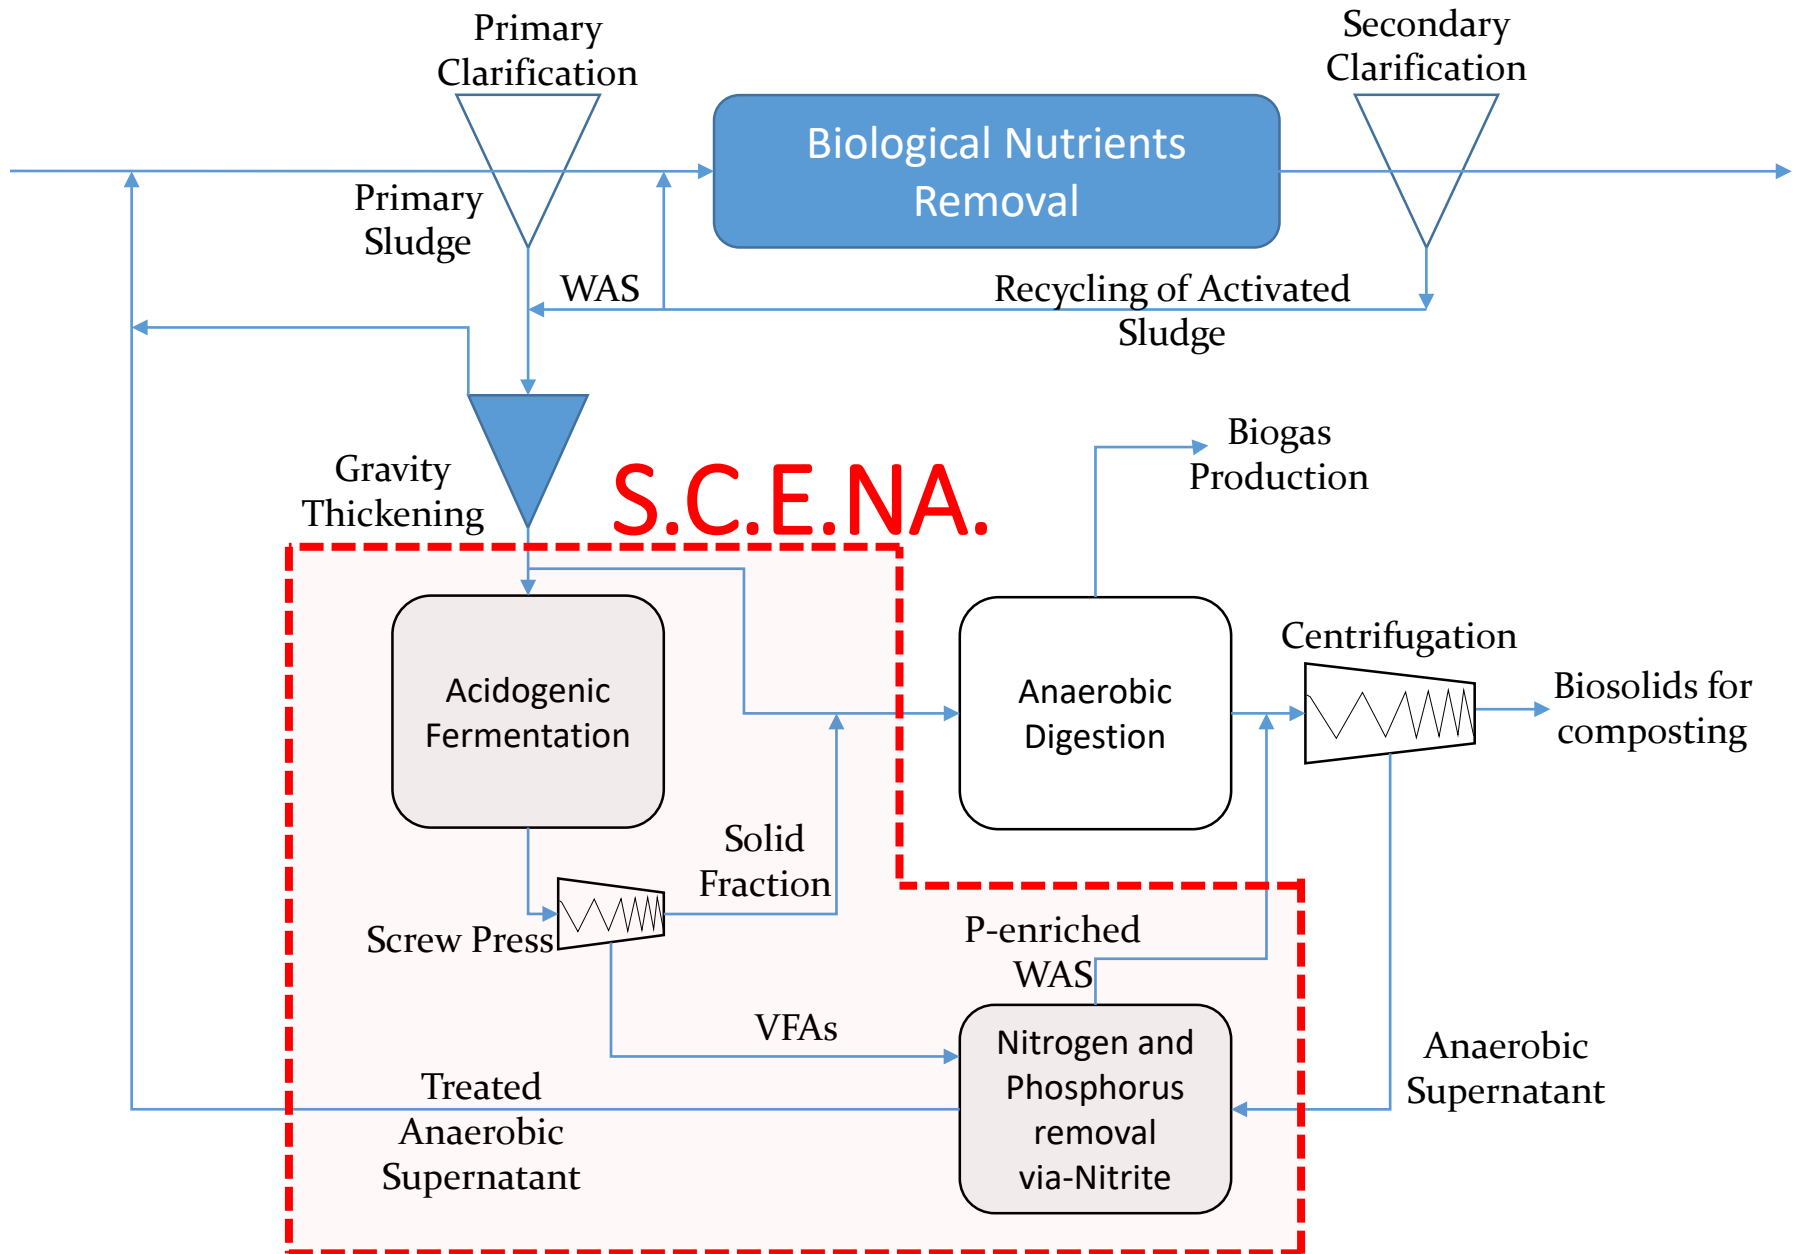 Primary
Clarification
Secondary
Clarification
Biological Nutrients
Removal
Primary
Sludge
WAS
Recycling of Activated
Sludge
Gravity
Thickening
S.C.E.NA.
Biogas
Production
Acidogenic
Fermentation
Anaerobic
Digestion
Centrifugation
Biosolids for
composting
Solid
Fraction
Screw Press
P-enriched
WAS
VFAs
Nitrogen and
Phosphorus
removal
via-Nitrite
Anaerobic
Supernatant
Treated
Anaerobic
Supernatant